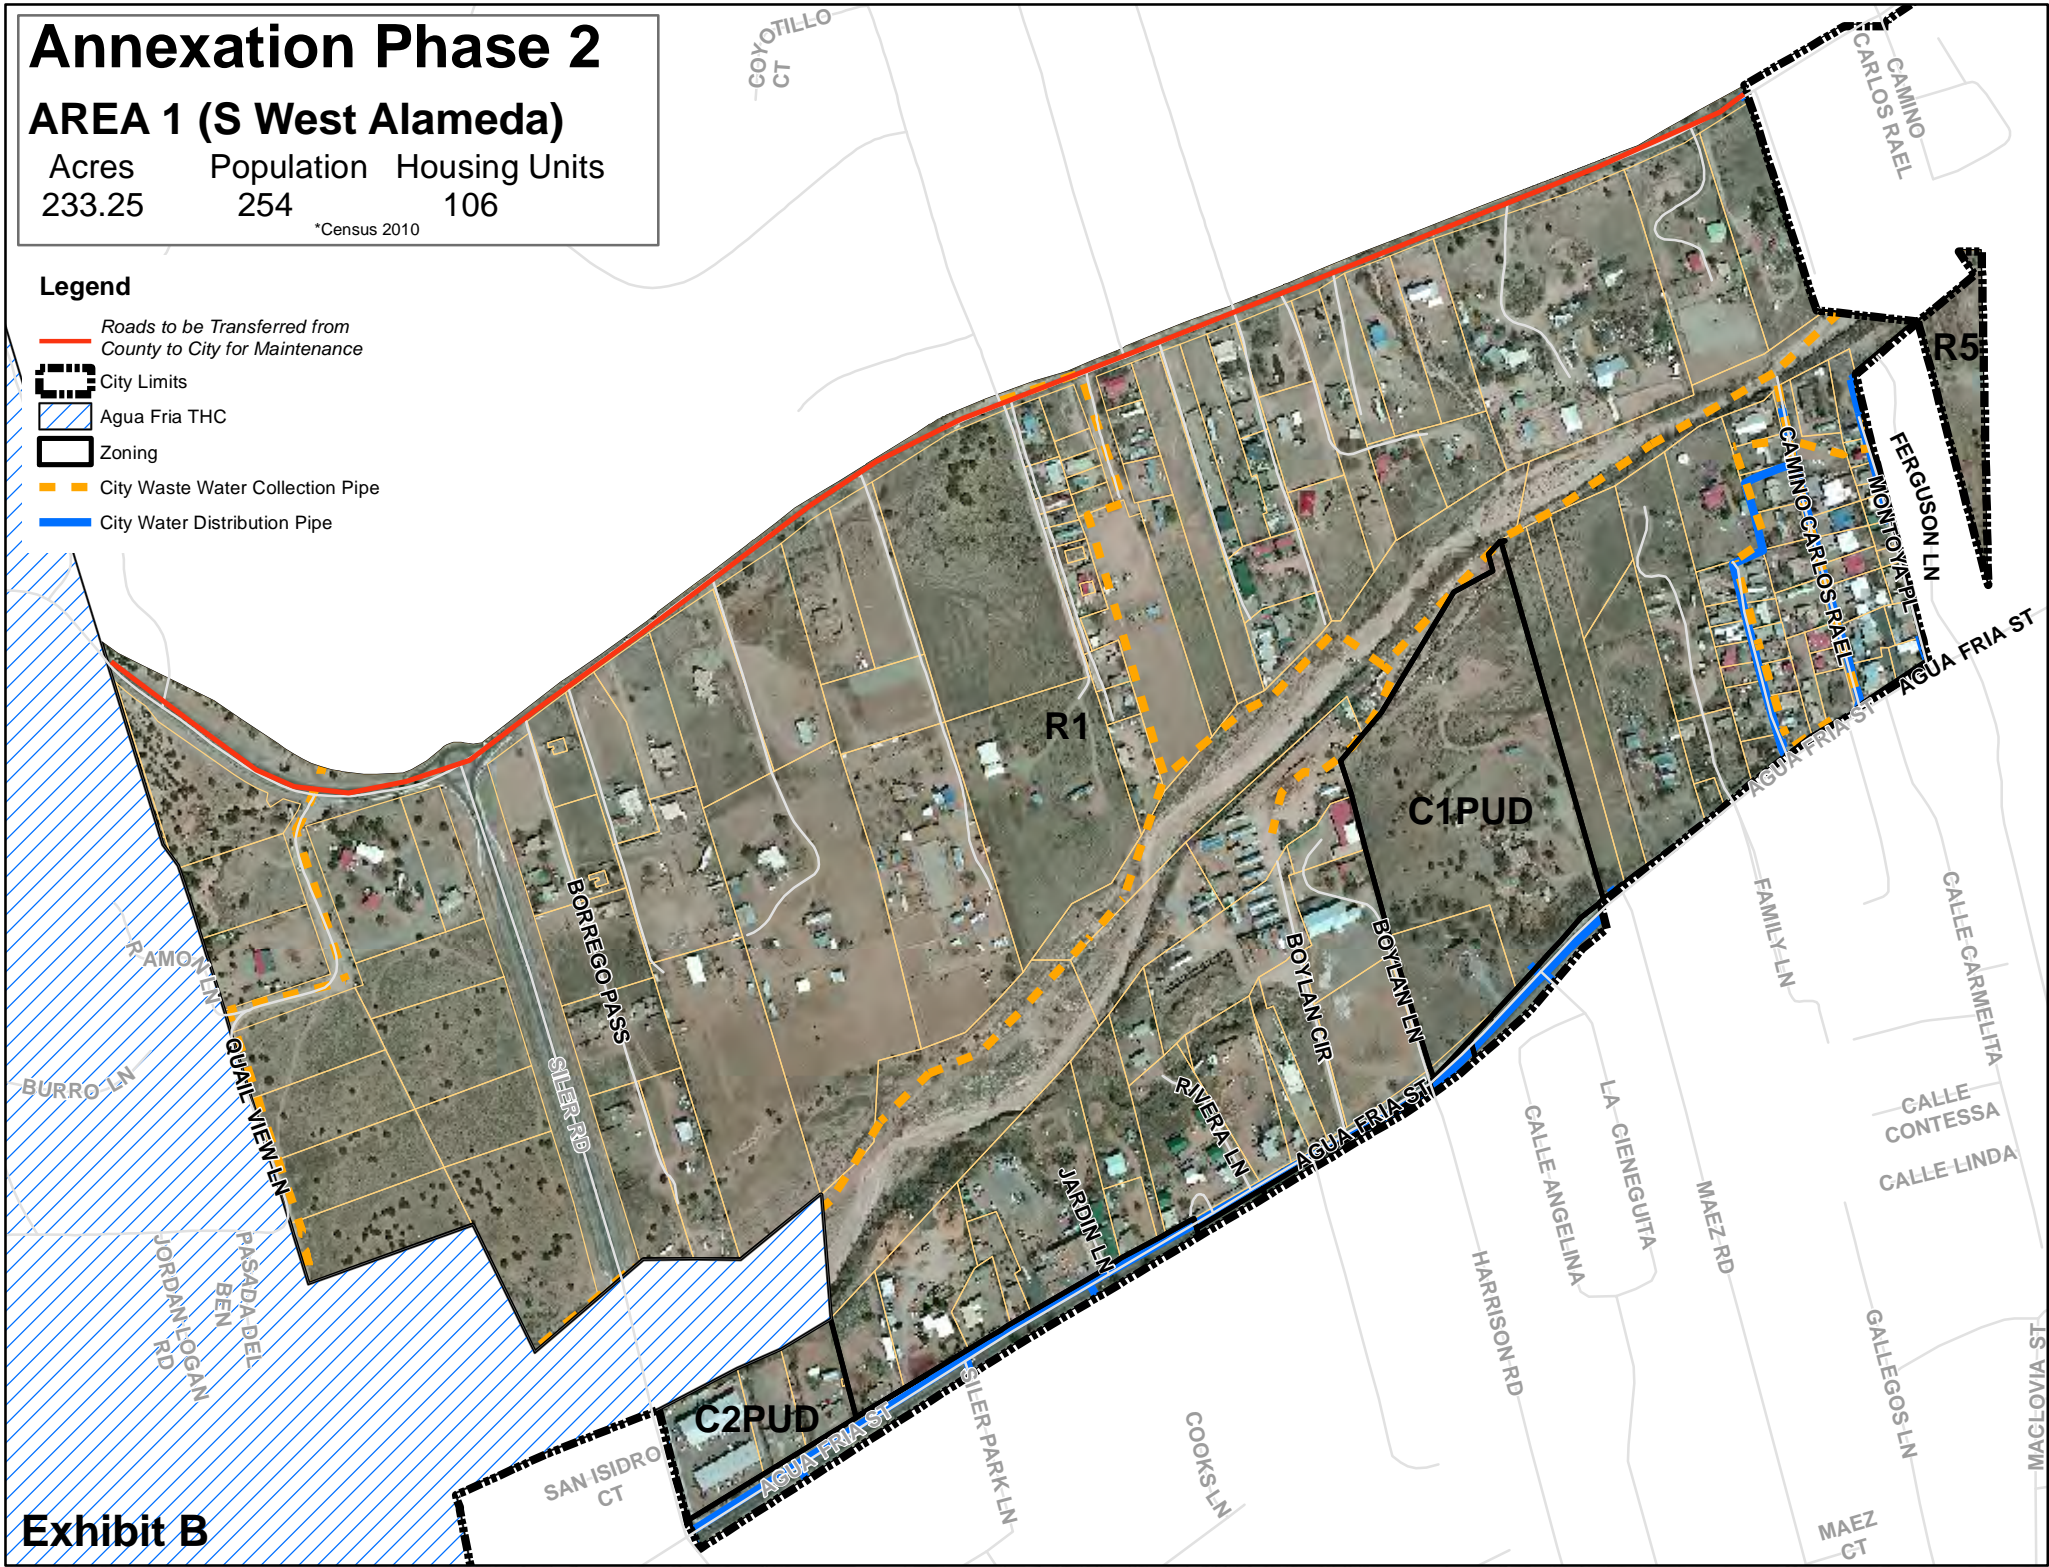 Annexation Phase 2
AREA 1 (S West Alameda)
Acres Population Housing Units
233.25 254 106
*Census 2010
Legend
Roads to be Transferred from
County to City for Maintenance
City Limits
Agua Fria THC
Zoning
City Waste Water Collection Pipe
City Water Distribution Pipe
COYOTILLO
CT
CAMINO
CARLOS RAEL
R5
FERGUSON LN
MONTOYA PL
CAMINO CARLOS RAEL
AGUA FRIA ST
AGUA FRIA ST
R1
C1PUD
BORREGO PASS
SILER RD
RAMON LN
BURRO LN
QUAIL VIEW LN
BOYLAN CIR
BOYLAN LN
RIVERA LN
AGUA FRIA ST
JARDIN LN
FAMILY LN
CALLE CARMELITA
CALLE
CONTESSA
CALLE LINDA
LA CIENEGUITA
CALLE ANGELINA
MAEZ RD
HARRISON RD
GALLEGOS LN
MACLOVIA ST
MAEZ
CT
PASADA DEL
BEN
JORDAN LOGAN
RD
C2PUD
AGUA FRIA ST
SILER PARK LN
COOKS LN
SAN ISIDRO
CT
Exhibit B